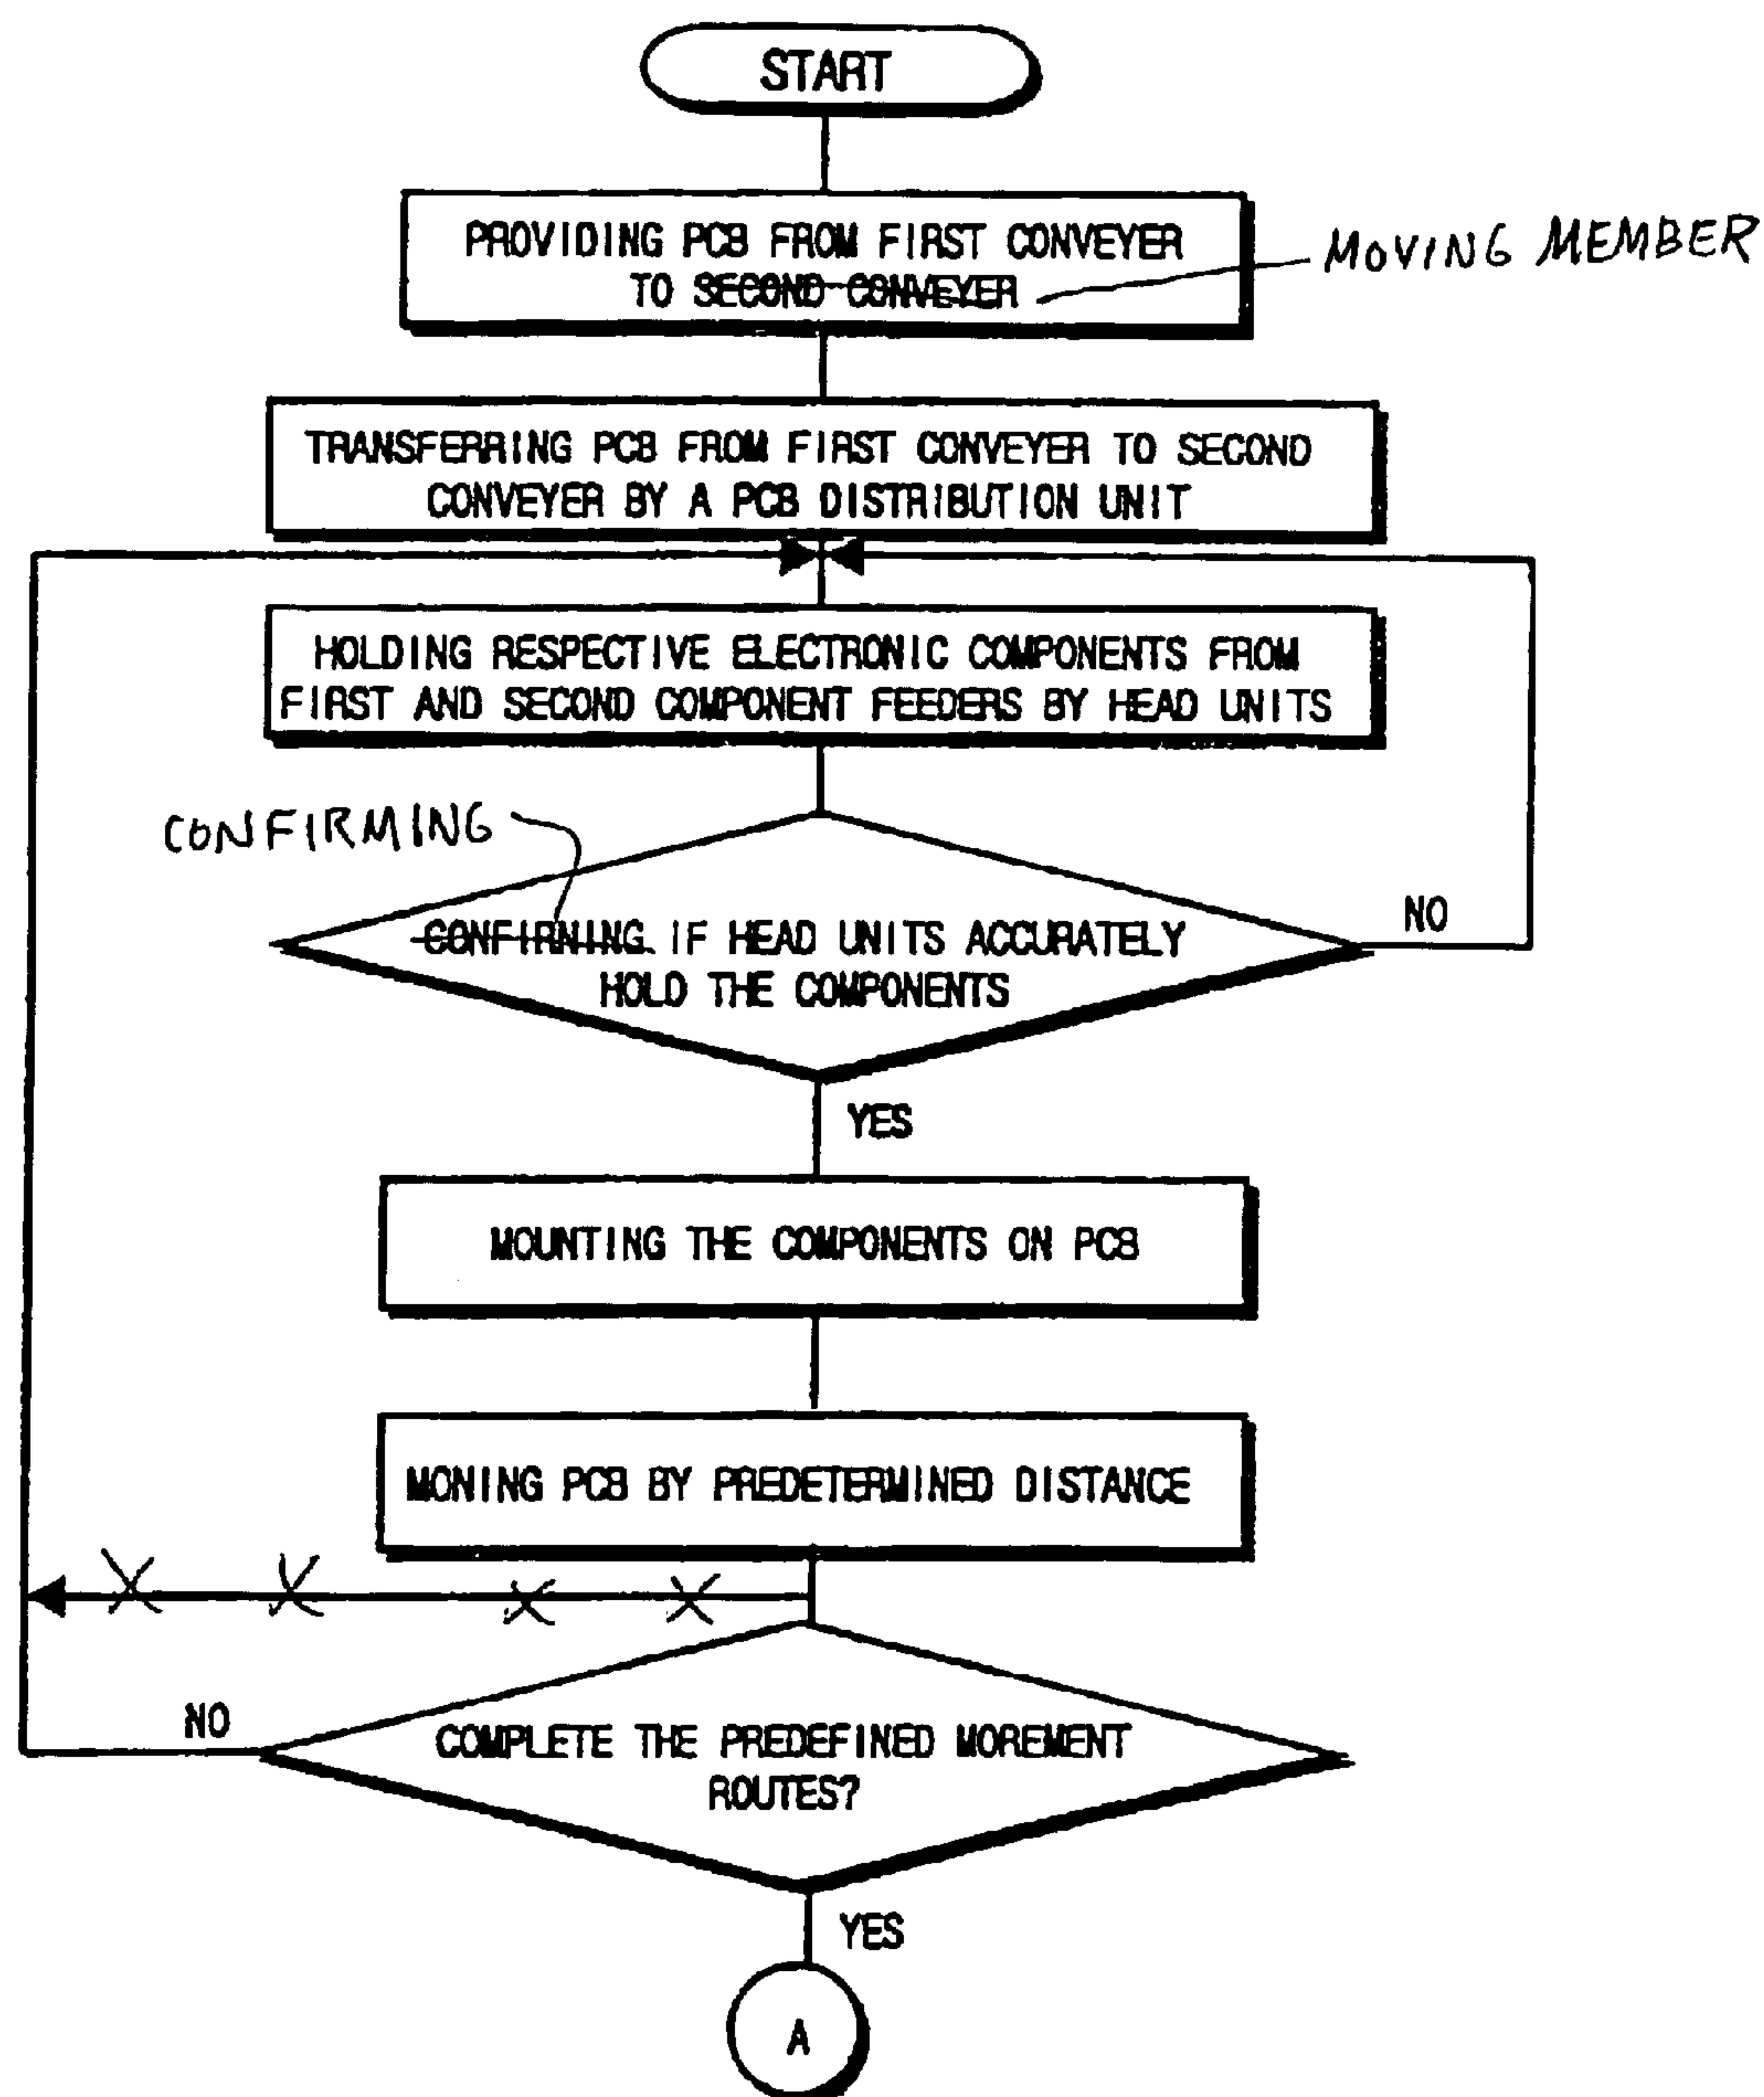 START
PROVIDING PCB FROM FIRST CONVEYER
TO SECOND CONVEYER
MOVING MEMBER
TRANSFERRING PCB FROM FIRST CONVEYER TO SECOND
CONVEYER BY A PCB DISTRIBUTION UNIT
HOLDING RESPECTIVE ELECTRONIC COMPONENTS FROM
FIRST AND SECOND COMPONENT FEEDERS BY HEAD UNITS
CONFIRMING
CONFIRNING IF HEAD UNITS ACCURATELY
HOLD THE COMPONENTS
NO
YES
MOUNTING THE COMPONENTS ON PCB
MONING PCB BY PREDETERMINED DISTANCE
NO
COMPLETE THE PREDEFINED MOREMENT
ROUTES?
YES
A